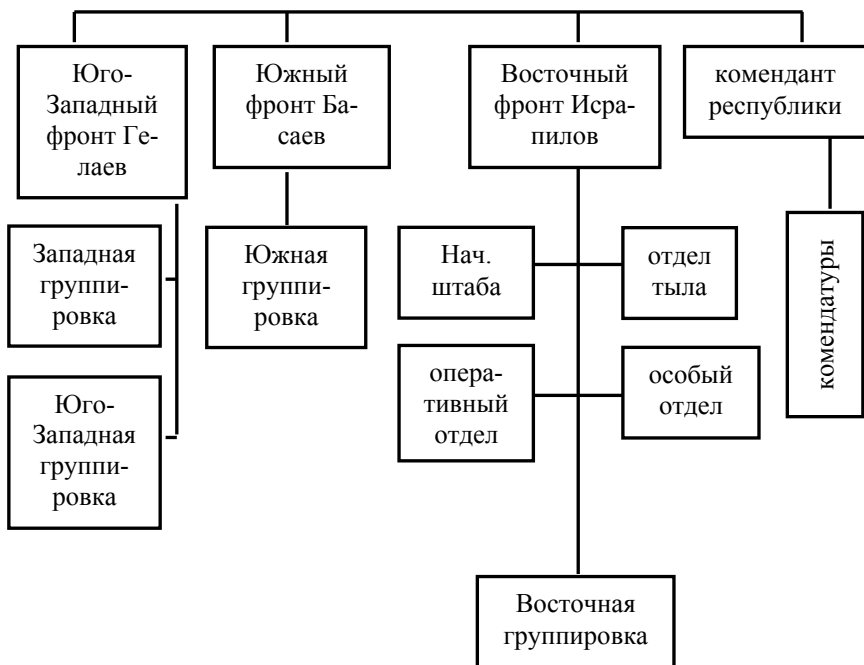 Юго-
Западный
фронт Ге-
лаев
Южный
фронт Ба-
саев
Восточный
фронт Исра-
пилов
комендант
республики
Западная
группи-
ровка
Южная
группи-
ровка
Нач.
штаба
отдел
тыла
комендатуры
Юго-
Западная
группи-
ровка
опера-
тивный
отдел
особый
отдел
Восточная
группировка